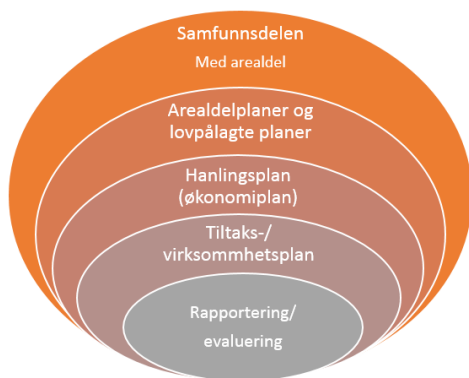 Samfunnsdelen
Med arealdel
Arealdelplaner og
lovpålagte planer
Hanlingsplan
(økonomiplan)
Tiltaks-/
virksommhetsplan
Rapportering/
evaluering